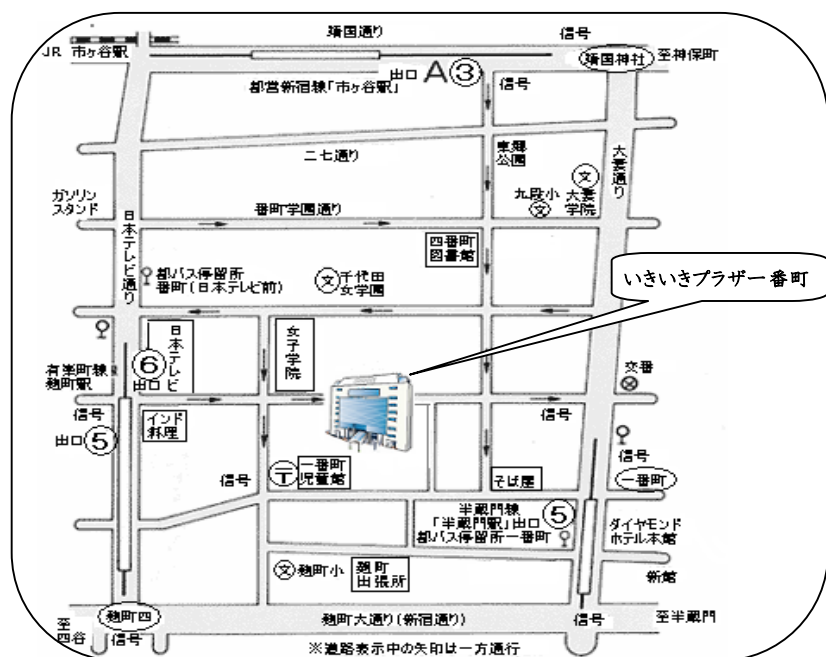 靖国通り
信号
JR 市ヶ谷駅
靖国神社
至神保町
出口 A③
都営新宿線「市ヶ谷駅」
信号
二七通り
東郷
公園
大妻通り
文
九段小
文
大妻
学院
ガソリン
スタンド
日本テレビ通り
番町学園通り
四番町
図書館
都バス停留所
番町(日本テレビ前)
文
千代田
女学園
いきいきプラザ一番町
日本テレビ
女子学院
有楽町線
麹町駅
⑥
出口
交番
信号
出口⑤
インド
料理
信号
信号
信号
〒
一番町
児童館
そば屋
一番町
半蔵門線
「半蔵門駅」出口
⑤
都バス停留所一番町
ダイヤモンド
ホテル本館
新館
文
麹町小
麹町
出張所
至
四谷
麹町四
信号
麹町大通り(新宿通り)
信号
至半蔵門
※道路表示中の矢印は一方通行